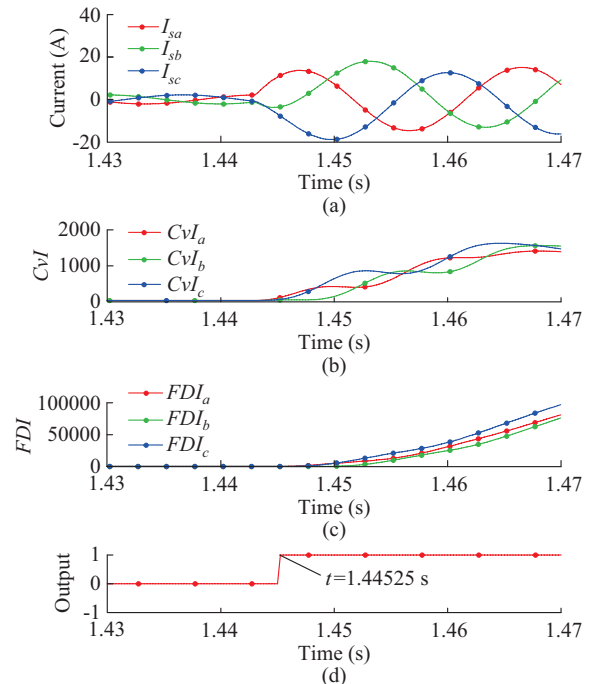 40
20
0
-20
Current (A)
I_sa
I_sb
I_sc
1.43 1.44 1.45 1.46 1.47
Time (s)
(a)
2000
1000
0
CvI
CvI_a
CvI_b
CvI_c
1.43 1.44 1.45 1.46 1.47
Time (s)
(b)
100000
50000
0
FDI
FDI_a
FDI_b
FDI_c
1.43 1.44 1.45 1.46 1.47
Time (s)
(c)
1
0
-1
Output
t=1.44525 s
1.43 1.44 1.45 1.46 1.47
Time (s)
(d)